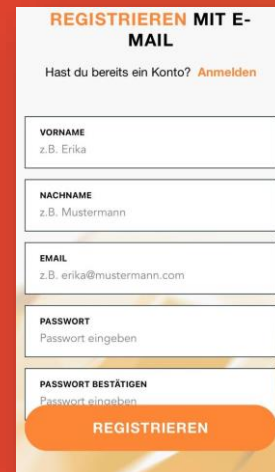 REGISTRIEREN MIT E-
MAIL
Hast du bereits ein Konto? Anmelden
VORNAME
z.B. Erika
NACHNAME
z.B. Mustermann
EMAIL
z.B. erika@mustermann.com
PASSWORT
Passwort eingeben
PASSWORT BESTÄTIGEN
Passwort eingeben
REGISTRIEREN